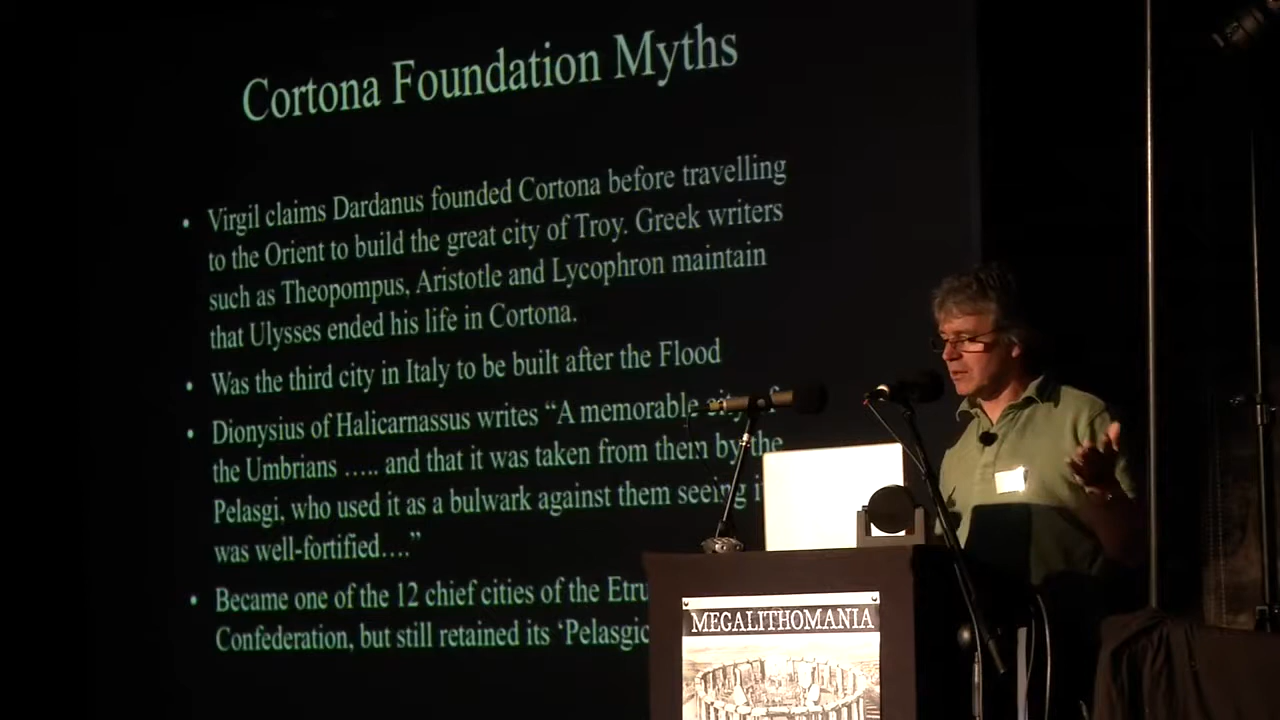 Cortona Foundation Myths
• Virgil claims Dardanus founded Cortona before travelling
to the Orient to build the great city of Troy. Greek writers
such as Theopompus, Aristotle and Lycophron maintain
that Ulysses ended his life in Cortona.
• Was the third city in Italy to be built after the Flood
• Dionysius of Halicarnassus writes “A memorable city of
the Umbrians ….. and that it was taken from them by the
Pelasgi, who used it as a bulwark against them seeing i
was well-fortified….”
• Became one of the 12 chief cities of the Etru
Confederation, but still retained its ‘Pelasgic
MEGALITHOMANIA